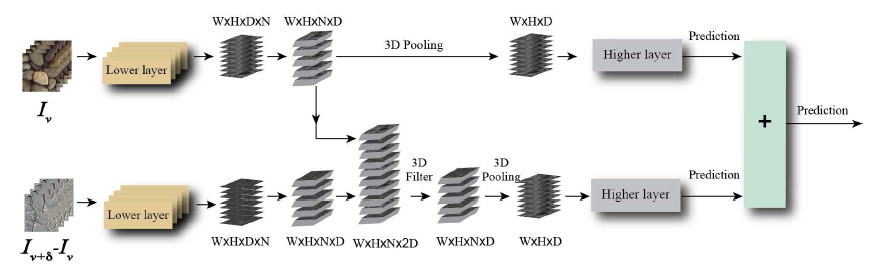 WxHxDxN
WxHxNxD
WxHxD
3D Pooling
Prediction
Lower layer
Higher layer
I_v
+
Prediction
3D
Filter
3D
Pooling
Prediction
Lower layer
Higher layer
I_{v+δ}-I_v
WxHxDxN
WxHxNxD
WxHxNx2D
WxHxNxD
WxHxD